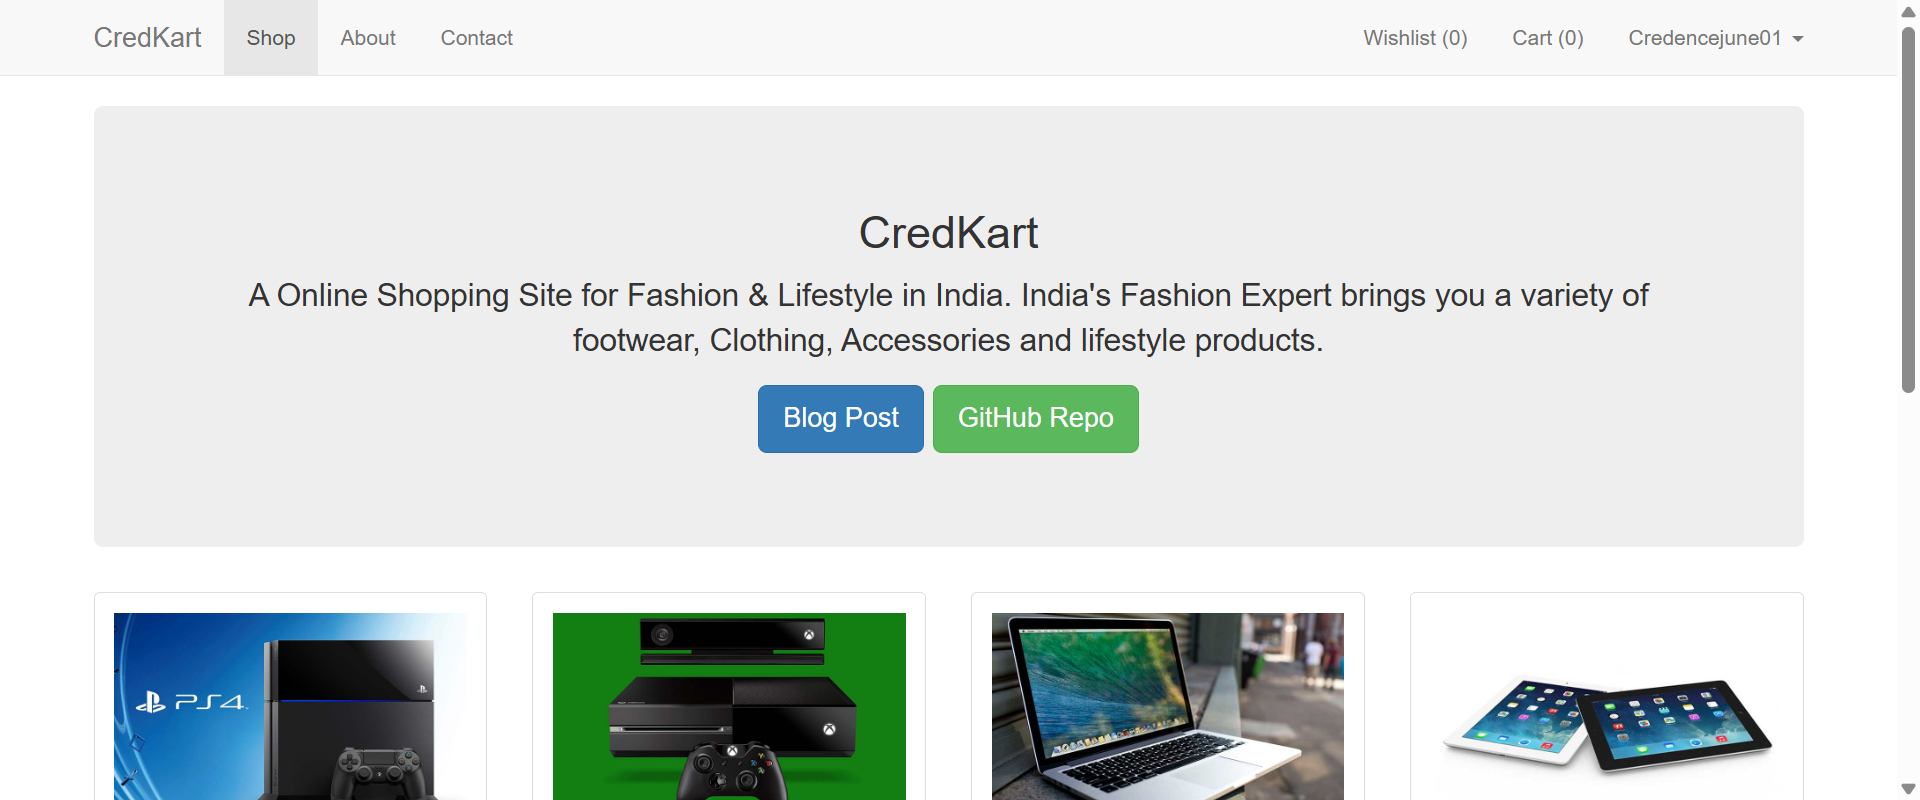 CredKart Shop About Contact Wishlist (0) Cart (0) Credencejune01
CredKart
A Online Shopping Site for Fashion & Lifestyle in India. India's Fashion Expert brings you a variety of
footwear, Clothing, Accessories and lifestyle products.
Blog Post GitHub Repo
PS4